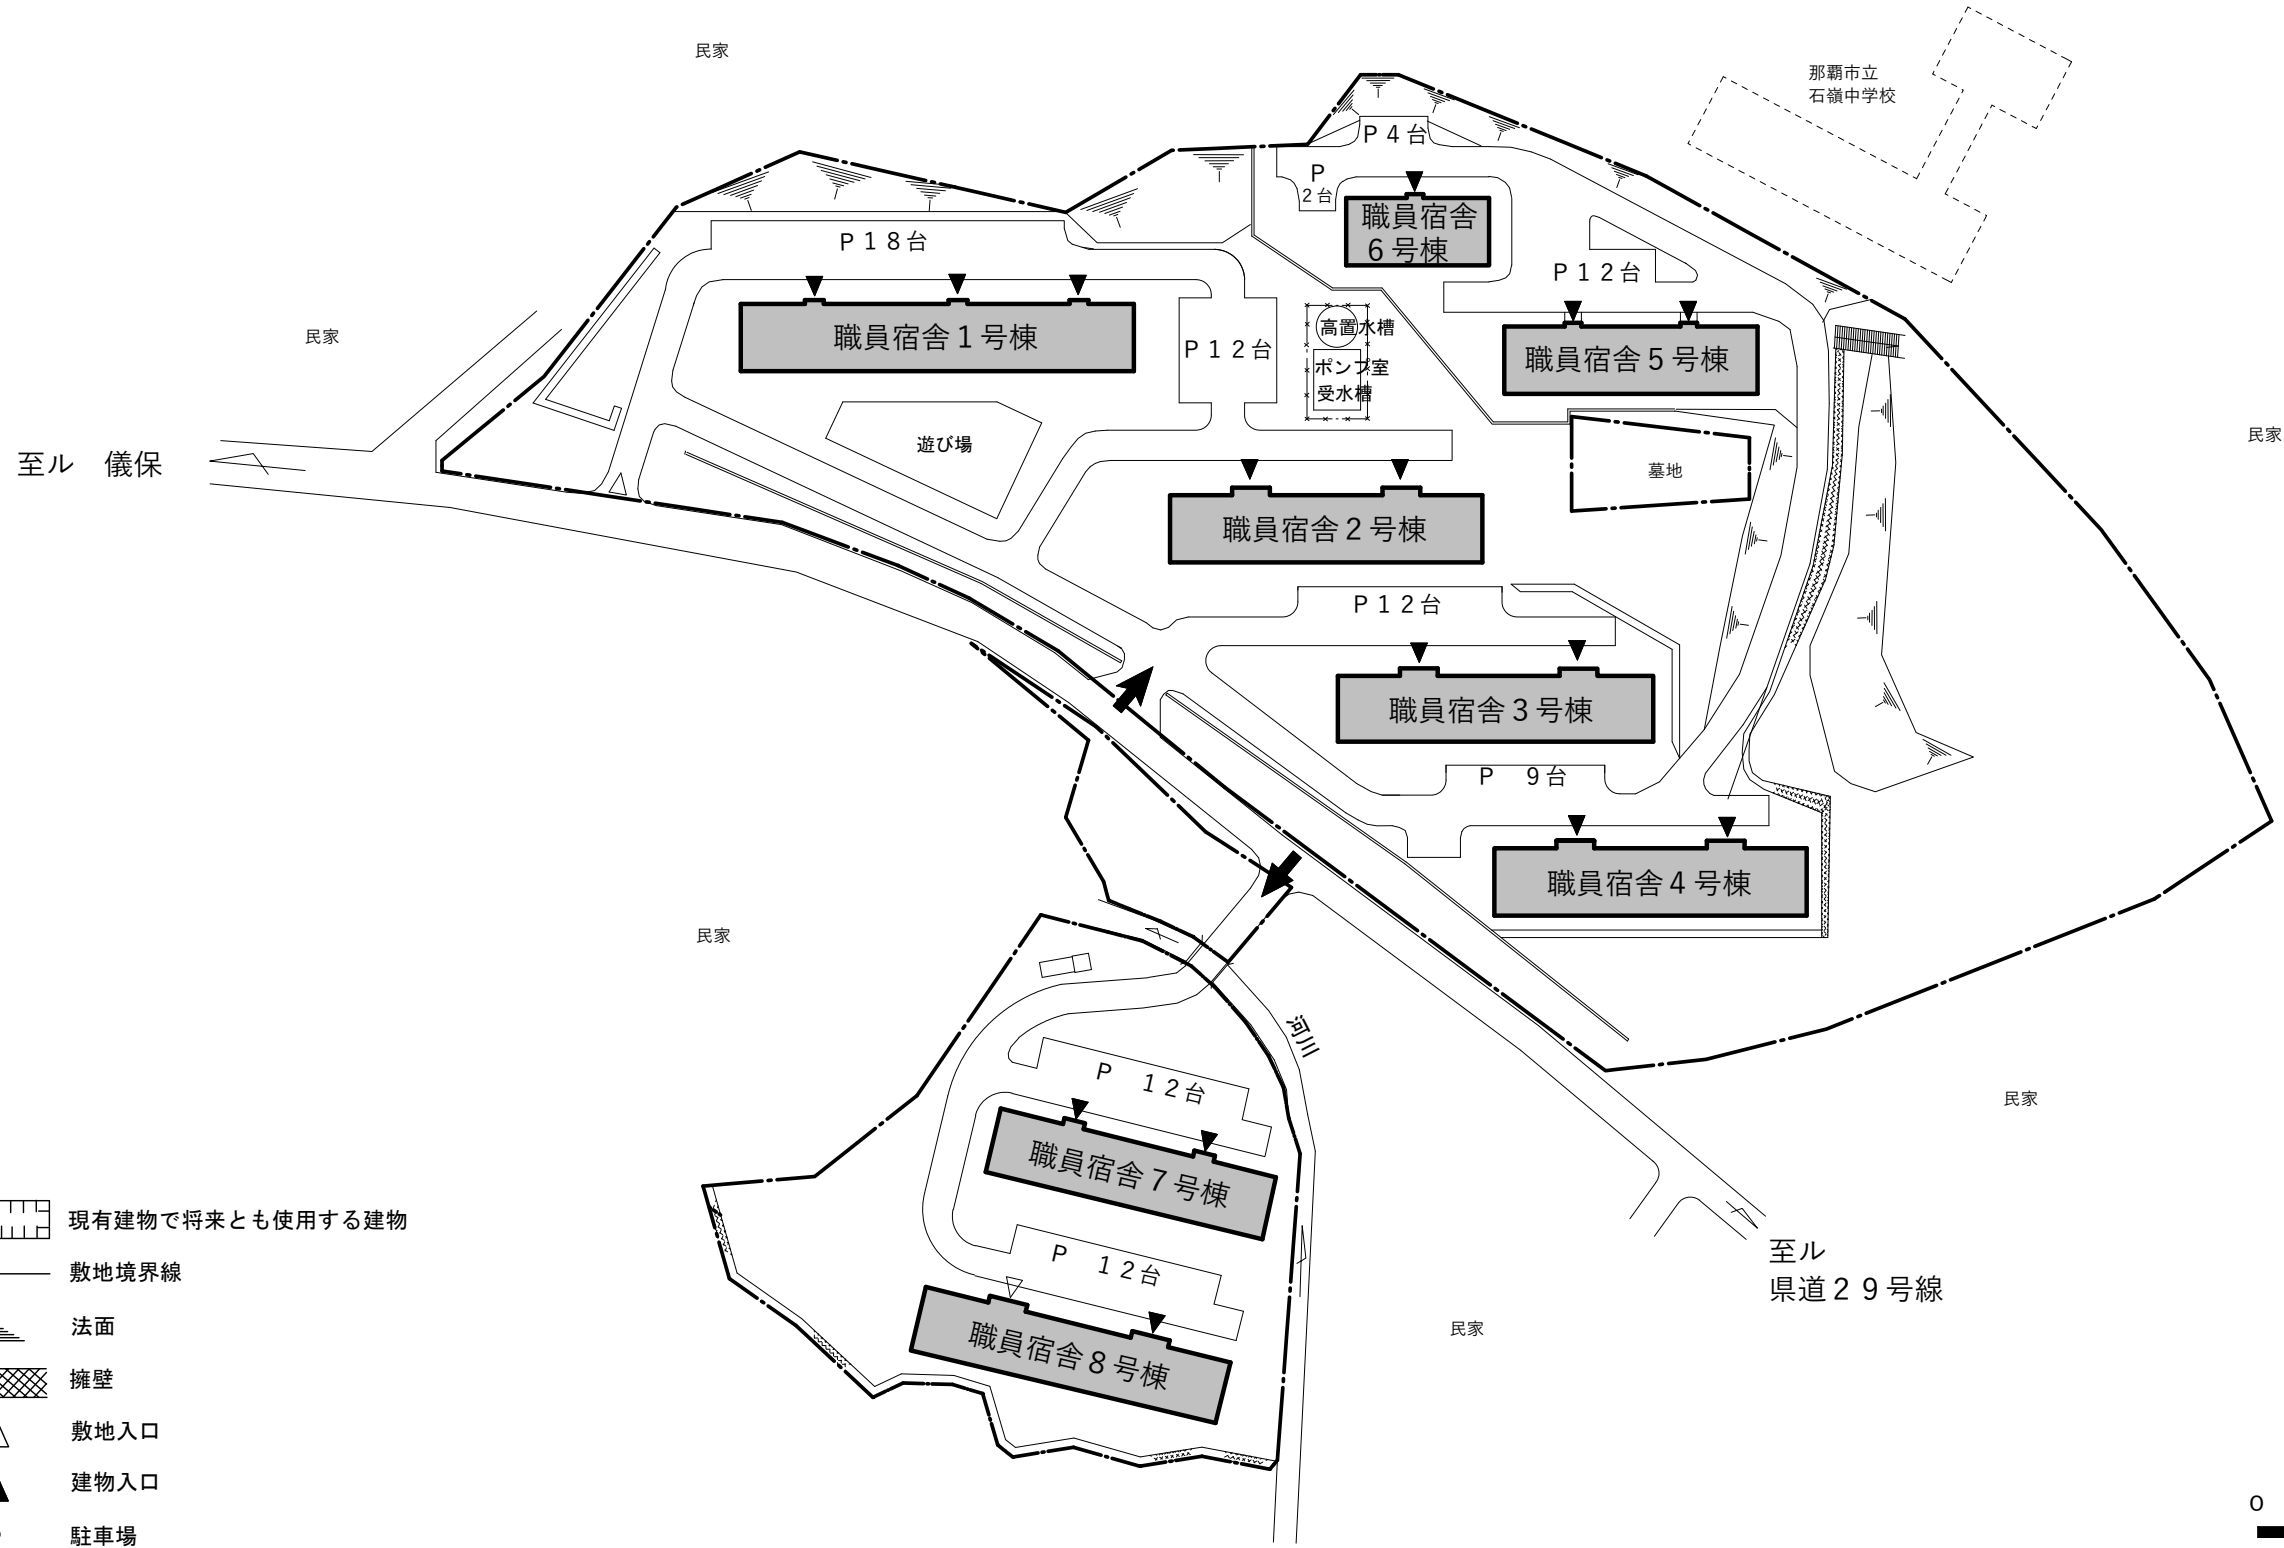 民家
那覇市立
石嶺中学校
P4台
P
2台
職員宿舎
6号棟
P18台
P12台
職員宿舎1号棟
高置水槽
P12台
職員宿舎5号棟
民家
ポンプ室
受水槽
遊び場
民家
至ル 儀保
墓地
職員宿舎2号棟
P12台
職員宿舎3号棟
P 9台
職員宿舎4号棟
民家
河川
P 12台
民家
職員宿舎7号棟
P 12台
職員宿舎8号棟
至ル
県道29号線
民家
現有建物で将来とも使用する建物
敷地境界線
法面
擁壁
敷地入口
建物入口
駐車場
0